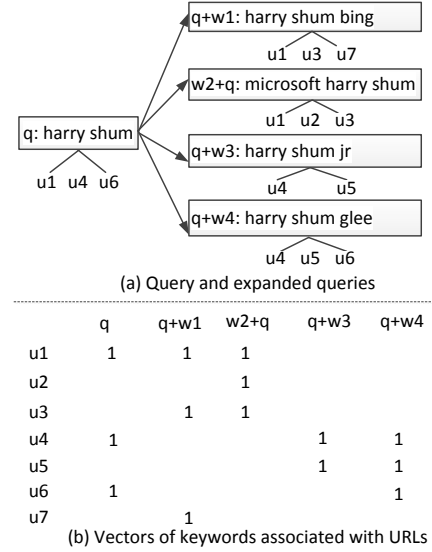 q+w1: harry shum bing
u1 u3 u7
w2+q: microsoft harry shum
u1 u2 u3
q: harry shum
u1 u4 u6
q+w3: harry shum jr
u4 u5
q+w4: harry shum glee
u4 u5 u6
(a) Query and expanded queries
q q+w1 w2+q q+w3 q+w4
u1 1 1 1
u2 1
u3 1 1
u4 1 1 1
u5 1 1
u6 1 1
u7 1
(b) Vectors of keywords associated with URLs